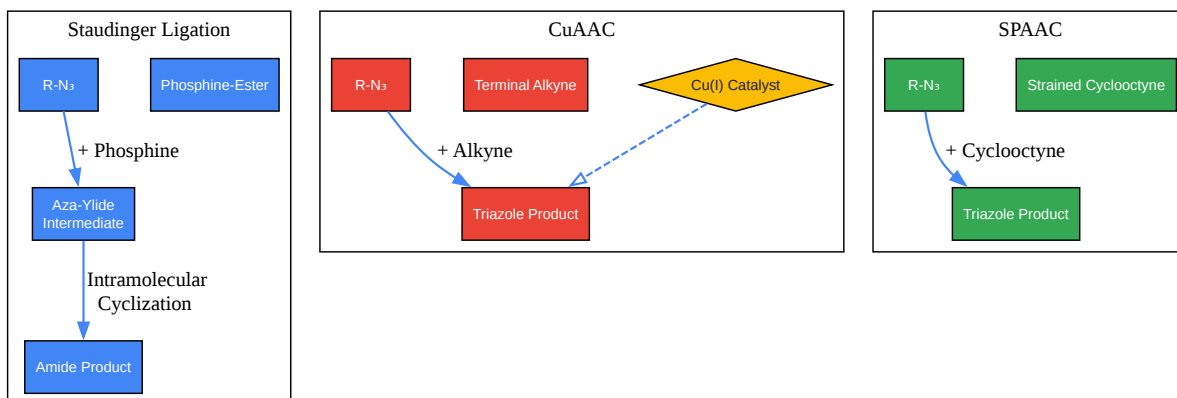 Staudinger Ligation
R-N₃
Phosphine-Ester
+ Phosphine
Aza-Ylide
Intermediate
Intramolecular
Cyclization
Amide Product
CuAAC
R-N₃
Terminal Alkyne
Cu(I) Catalyst
+ Alkyne
Triazole Product
SPAAC
R-N₃
Strained Cyclooctyne
+ Cyclooctyne
Triazole Product